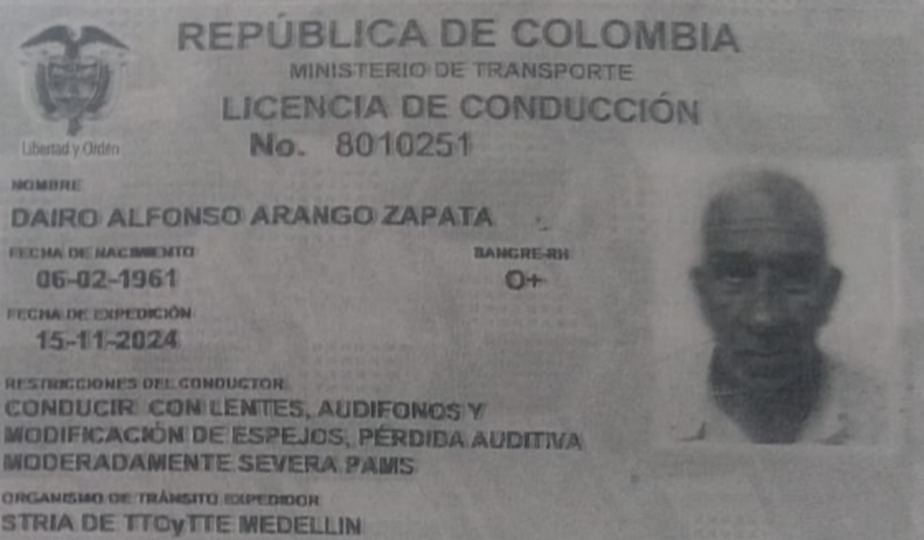 REPÚBLICA DE COLOMBIA
MINISTERIO DE TRANSPORTE
LICENCIA DE CONDUCCIÓN
No. 8010251
Libertad y Orden
NOMBRE
DAIRO ALFONSO ARANGO ZAPATA
FECHA DE NACIMIENTO
06-02-1961
SANGRE-RH
O+
FECHA DE EXPEDICIÓN
15-11-2024
RESTRICCIONES DEL CONDUCTOR
CONDUCIR CON LENTES, AUDIFONOS Y
MODIFICACIÓN DE ESPEJOS, PÉRDIDA AUDITIVA
MODERADAMENTE SEVERA PAMS
ORGANISMO DE TRÁNSITO EXPEDIDOR
STRIA DE TTOyTTE MEDELLIN